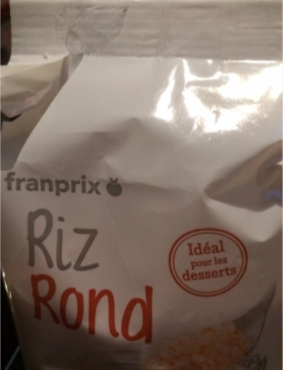 franprix
Riz
Rond
Idéal
pour les
desserts